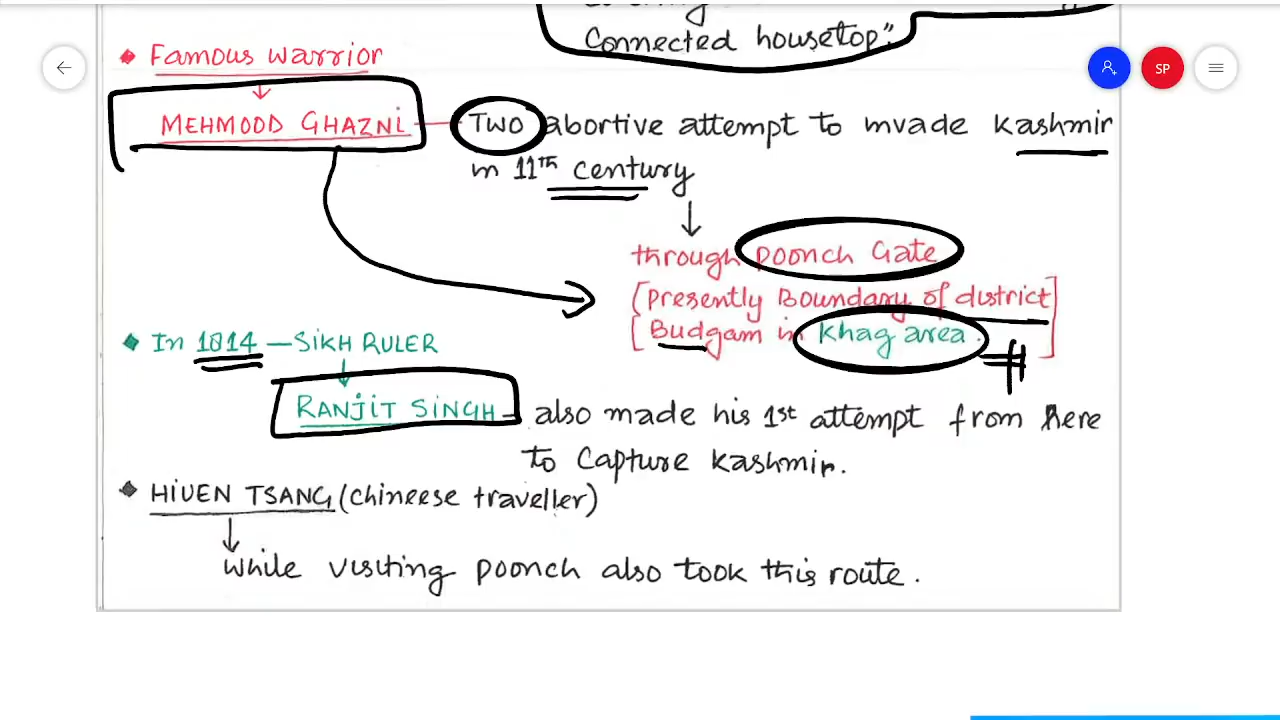 Connected housetop"
Famous warrior
MEHMOOD GHAZNI — TWO abortive attempt to invade Kashmir
in 11th century
through Poonch Gate
[Presently Boundary of district]
[Budgam in Khag area.]
In 1814 — SIKH RULER
RANJIT SINGH - also made his 1st attempt from here
to Capture Kashmir.
HIUEN TSANG (Chineese traveller)
While visiting Poonch also took this route.
SP